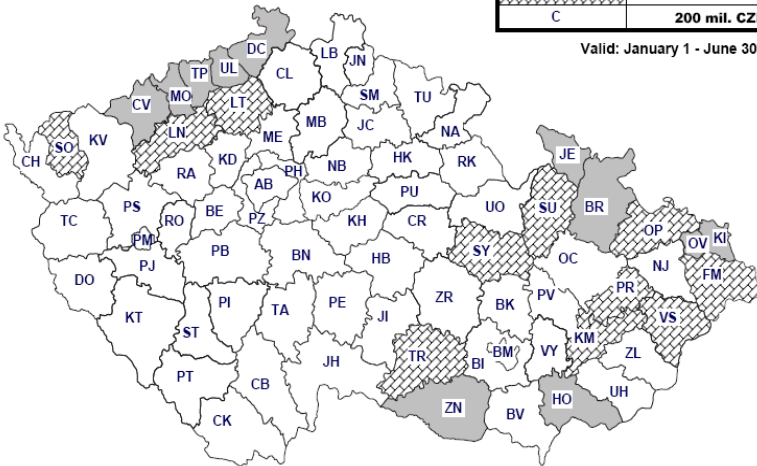 C 200 mil. CZ
Valid: January 1 - June 30
DC
LB
JN
TP UL
CL
MO
CV
LT
SM
TU
MB
JC
LN
ME
NA
KV
SO
CH
KD
RA
PH
NB
HK
RK
JE
AB
KO
PU
BR
SU
PS
RO
BE
PZ
UO
TC
KH
CR
OP
PM
OV
KI
PB
BN
HB
SY
OC
NJ
FM
PJ
DO
PR
KT
PI
TA
PE
JI
ZR
BK
PV
VS
ST
KM
TR
BI
BM
VY
ZL
JH
PT
CB
UH
HO
ZN
BV
CK